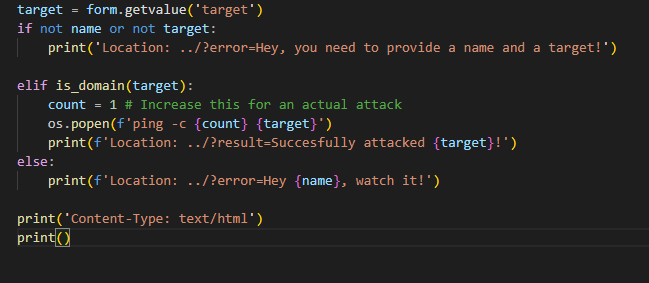 target = form.getvalue('target')
if not name or not target:
    print('Location: ../?error=Hey, you need to provide a name and a target!')

elif is_domain(target):
    count = 1 # Increase this for an actual attack
    os.popen(f'ping -c {count} {target}')
    print(f'Location: ../?result=Succesfully attacked {target}!')
else:
    print(f'Location: ../?error=Hey {name}, watch it!')

print('Content-Type: text/html')
print()